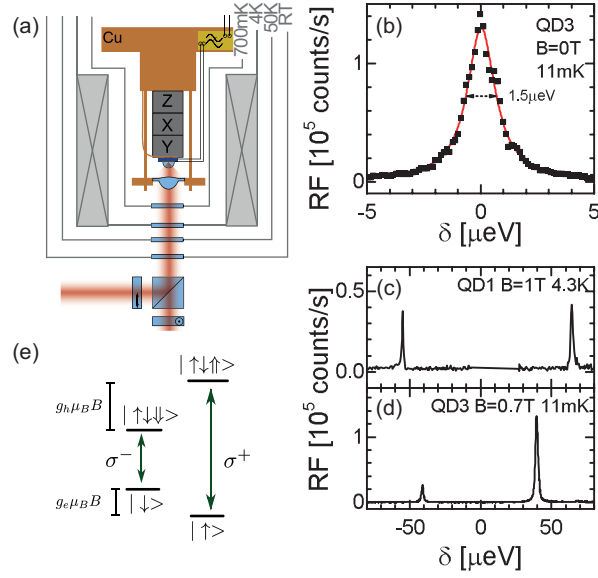 (a)
Cu
700mK
4K
50K
RT
Z
X
Y
(b)
QD3
B=0T
11mK
1.5μeV
RF [10⁵ counts/s]
1
0
-5
0
5
δ [μeV]
(c)
QD1 B=1T 4.3K
0.5
0.0
(d)
QD3 B=0.7T 11mK
RF [10⁵ counts/s]
1
0
-50
0
50
δ [μeV]
(e)
| ↑↓⇑>
g_hμ_BB
| ↑↓⇓>
σ⁻
σ⁺
g_eμ_BB
| ↓>
| ↑>